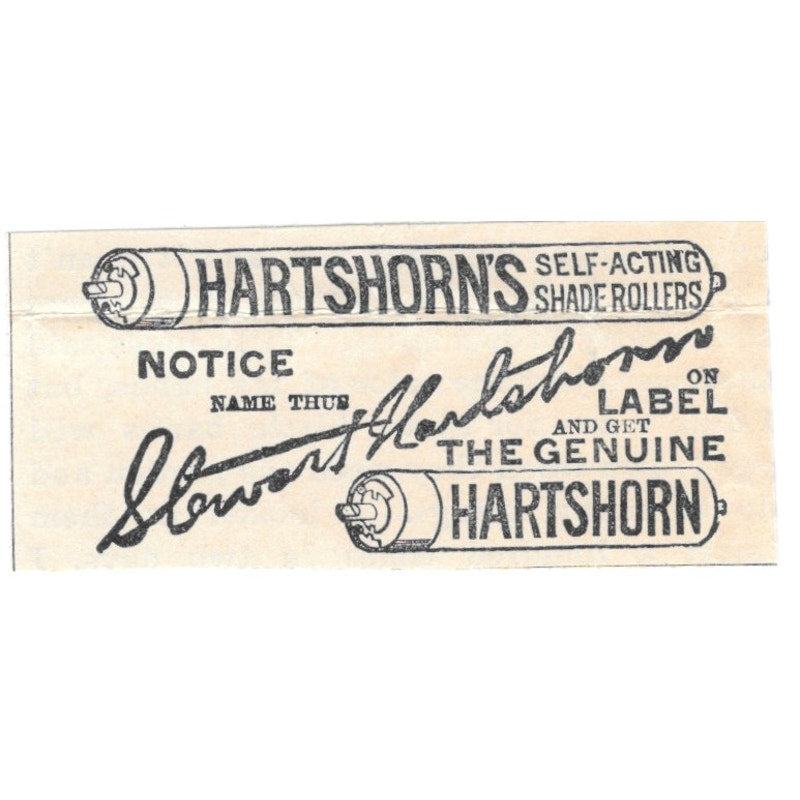 HARTSHORN'S SELF-ACTING
SHADE ROLLERS
NOTICE
NAME THUS
Stewart Hartshorn
ON
LABEL
AND GET
THE GENUINE
HARTSHORN